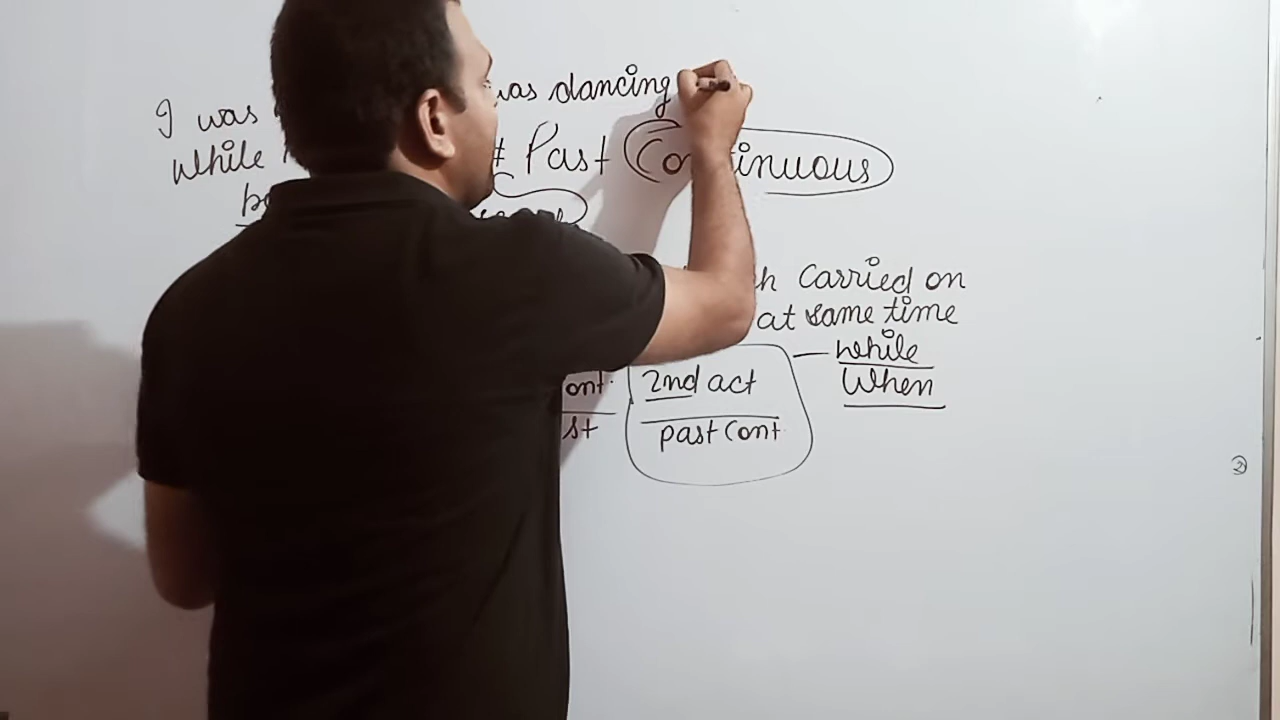 I was was dancing
while # Past Continuous
carried on
at same time
while
ont. 2nd act When
st past Cont
2